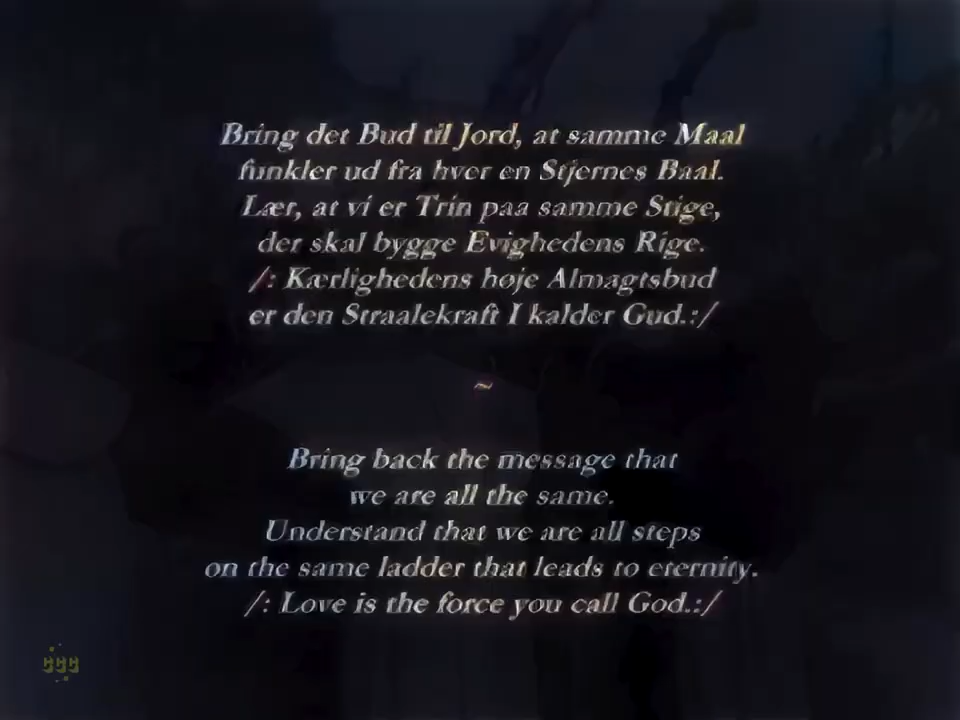 Bring det Bud til Jord, at samme Maal
funkler ud fra hver en Stjernes Baal.
Lær, at vi er Trin paa samme Stige,
der skal bygge Evighedens Rige.
/: Kærlighedens høje Almagtsbud
er den Straalekraft I kalder Gud.:/
~
Bring back the message that
we are all the same.
Understand that we are all steps
on the same ladder that leads to eternity.
/: Love is the force you call God.:/
CCC